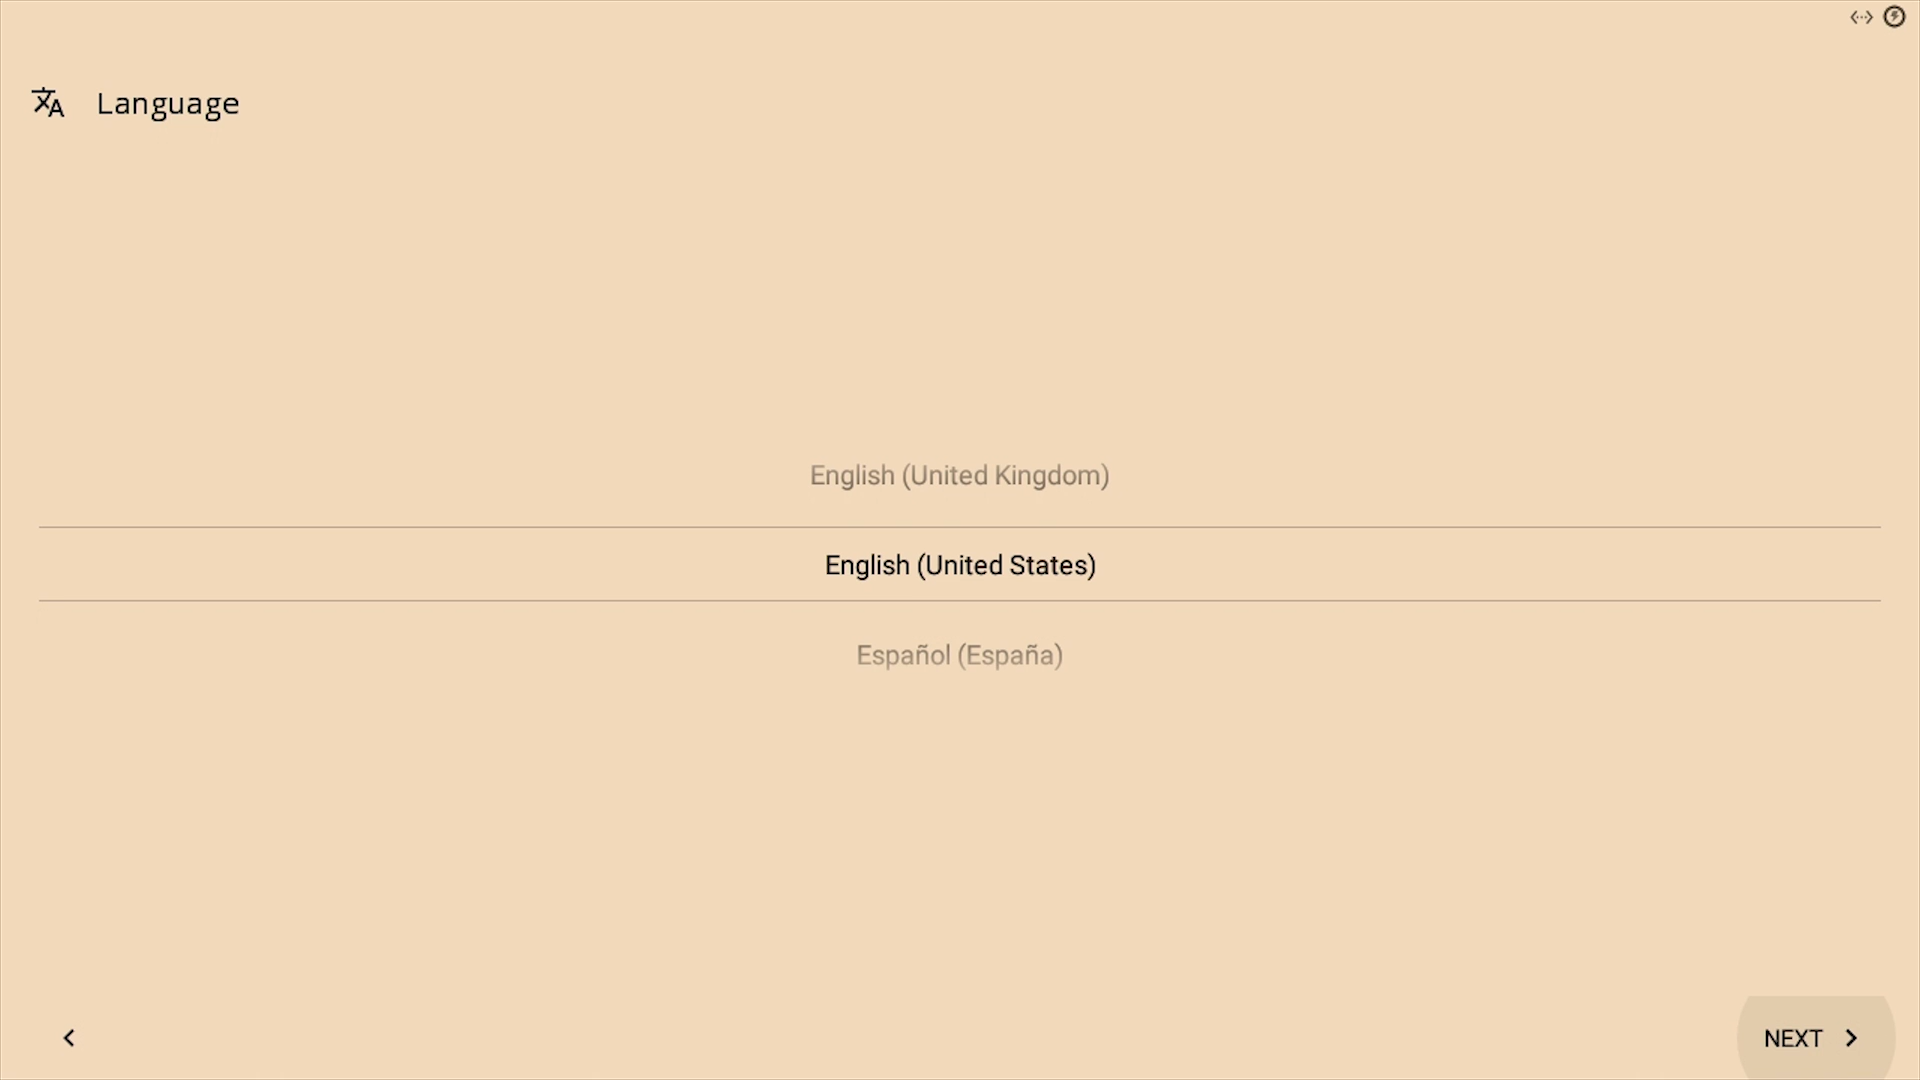 Language
English (United Kingdom)
English (United States)
Español (España)
NEXT